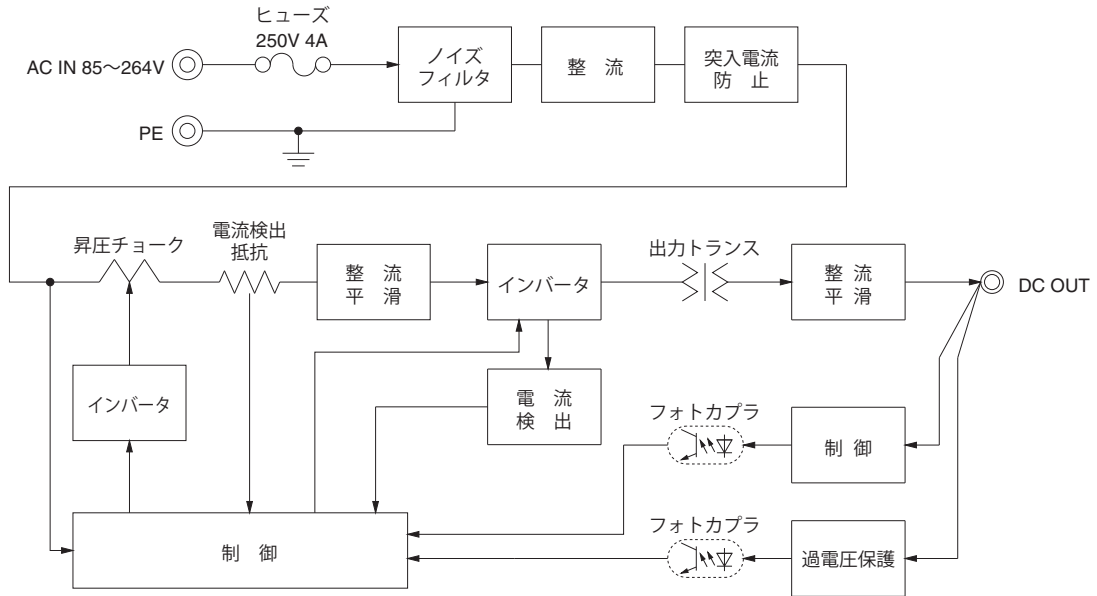 ヒューズ
250V 4A
AC IN 85～264V
ノイズ
フィルタ
整 流
突入電流
防 止
PE
昇圧チョーク
電流検出
抵抗
整 流
平 滑
インバータ
出力トランス
整 流
平 滑
DC OUT
インバータ
電 流
検 出
フォトカプラ
制 御
制 御
フォトカプラ
過電圧保護